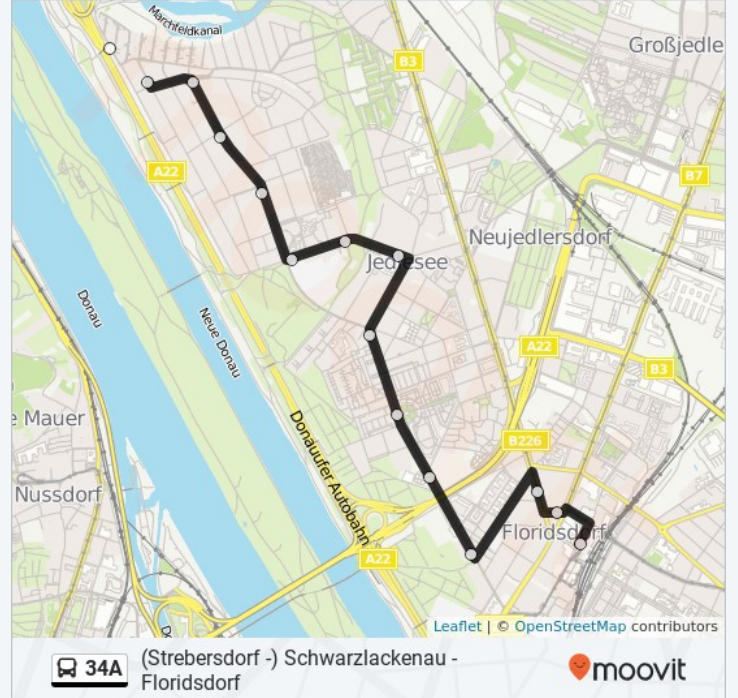 Marchfeldkanal
Großjedle
B3
A22
B7
Neujedlersdorf
Jedlesee
Donau
Neue Donau
A22
B3
e Mauer
B226
Donauufer Autobahn
Nussdorf
Floridsdorf
A22
Do
Leaflet | © OpenStreetMap contributors
34A
(Strebersdorf -) Schwarzlackenau -
Floridsdorf
moovit